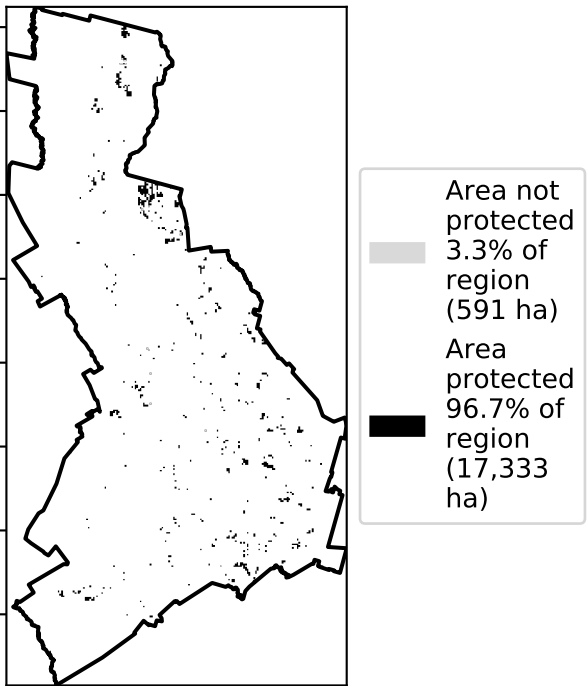 Area not
protected
3.3% of
region
(591 ha)
Area
protected
96.7% of
region
(17,333
ha)